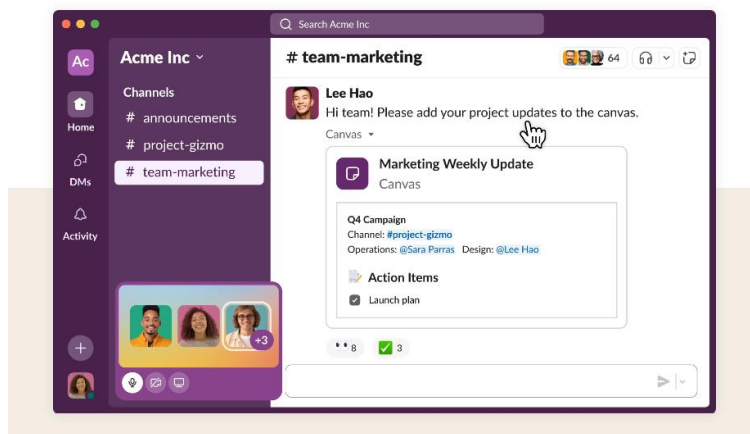 Search Acme Inc
Ac
Acme Inc
# team-marketing
64
Home
DMs
Activity
Channels
# announcements
# project-gizmo
# team-marketing
Lee Hao
Hi team! Please add your project updates to the canvas.
Canvas
Marketing Weekly Update
Canvas
Q4 Campaign
Channel: #project-gizmo
Operations: @Sara Parras Design: @Lee Hao
Action Items
Launch plan
+3
8
3